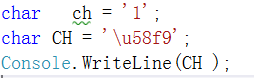 char   ch = '1';
char CH = '\u58f9';
Console.WriteLine(CH );